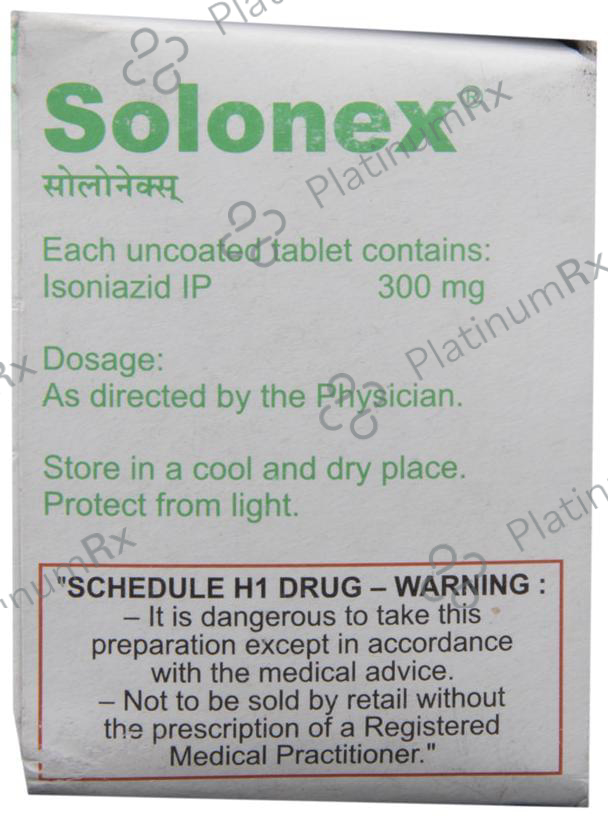 Solonex®
सोलोनेक्स्
Each uncoated tablet contains:
Isoniazid IP 300 mg
Dosage:
As directed by the Physician.
Store in a cool and dry place.
Protect from light.
"SCHEDULE H1 DRUG – WARNING :
– It is dangerous to take this
preparation except in accordance
with the medical advice.
– Not to be sold by retail without
the prescription of a Registered
Medical Practitioner."
PlatinumRx
PlatinumRx